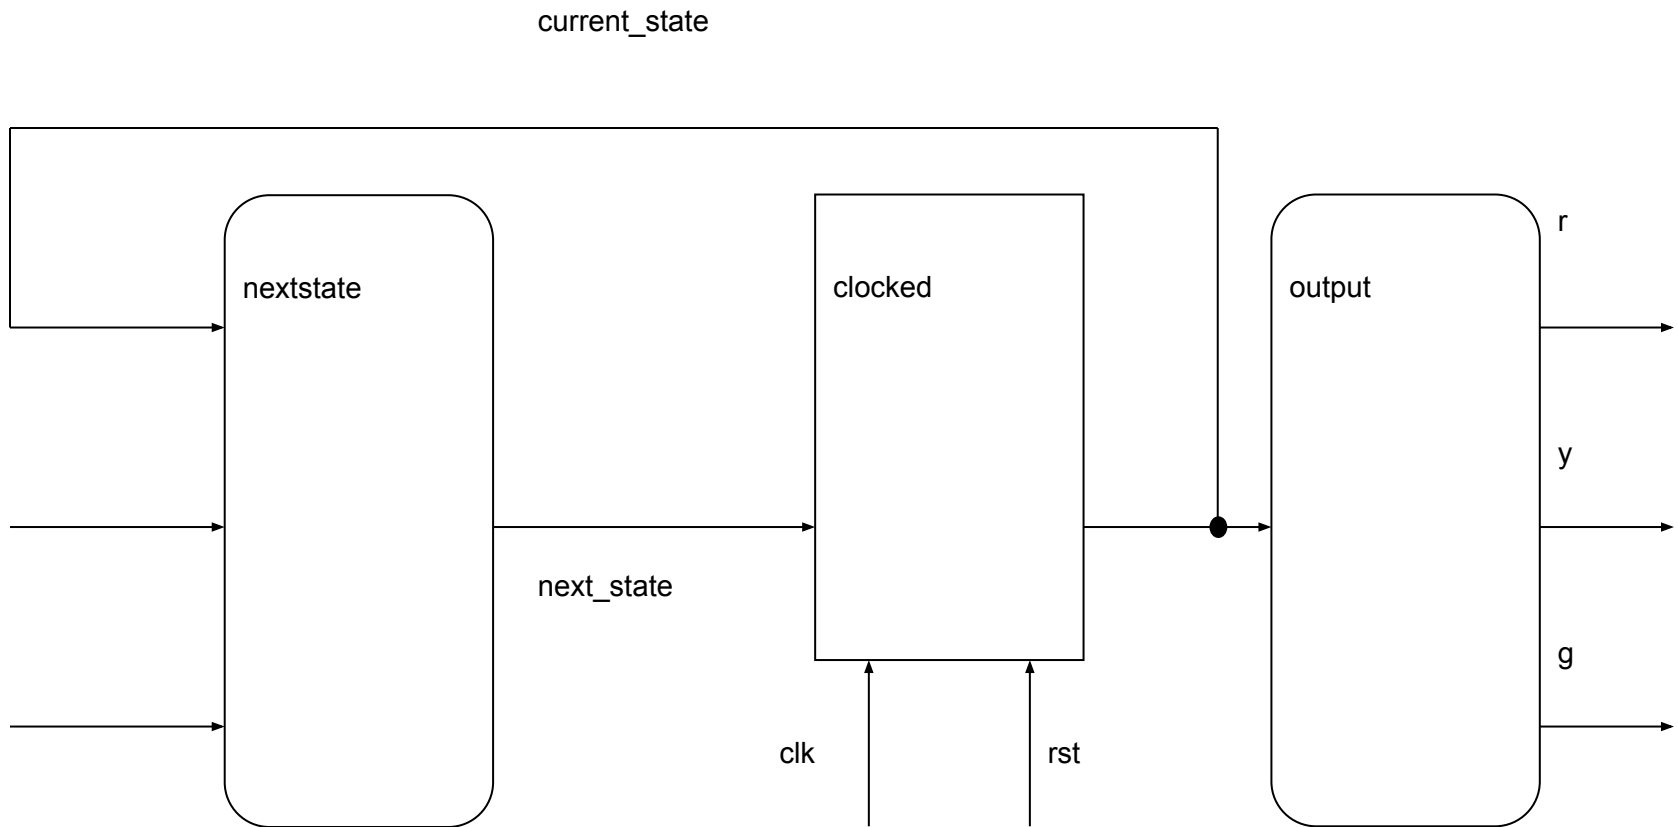 current_state
nextstate
clocked
output
r
y
next_state
g
clk
rst